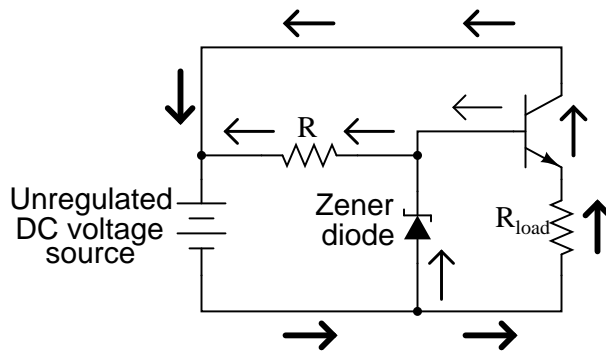 R
Unregulated
DC voltage
source
Zener
diode
Rload